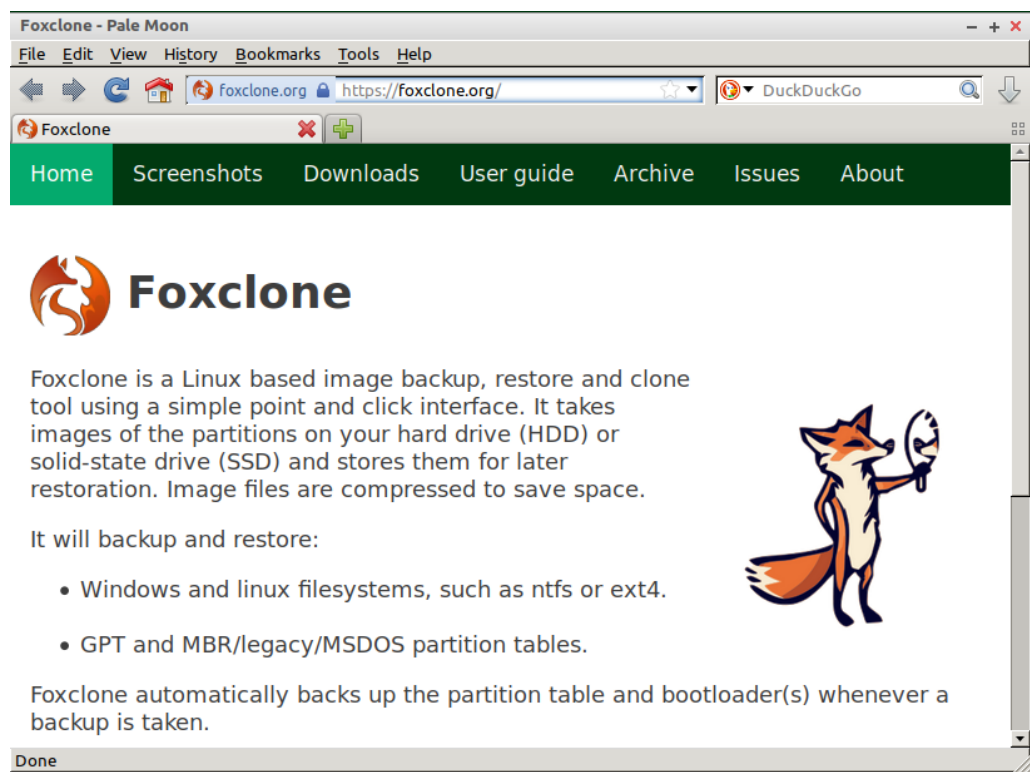 Foxclone - Pale Moon
File Edit View History Bookmarks Tools Help
foxclone.org https://foxclone.org/ DuckDuckGo
Foxclone
Home Screenshots Downloads User guide Archive Issues About
Foxclone
Foxclone is a Linux based image backup, restore and clone
tool using a simple point and click interface. It takes
images of the partitions on your hard drive (HDD) or
solid-state drive (SSD) and stores them for later
restoration. Image files are compressed to save space.
It will backup and restore:
• Windows and linux filesystems, such as ntfs or ext4.
• GPT and MBR/legacy/MSDOS partition tables.
Foxclone automatically backs up the partition table and bootloader(s) whenever a
backup is taken.
Done